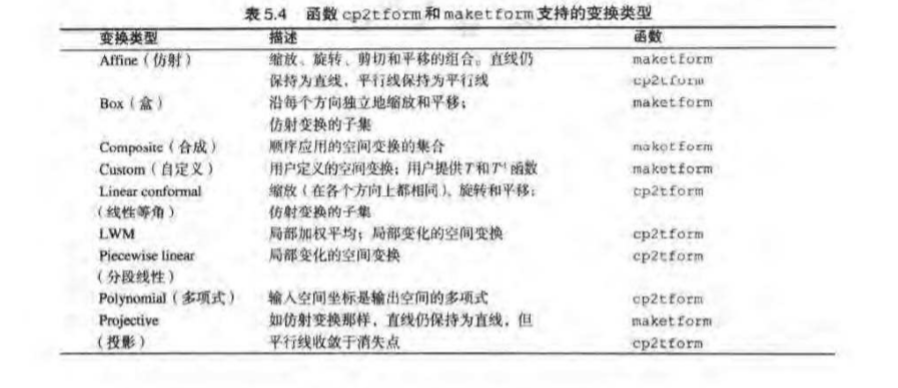 表5.4 函数 cp2tform 和 maketform 支持的变换类型
变换类型 描述 函数
Affine（仿射） 缩放、旋转、剪切和平移的组合。直线仍 maketform
保持为直线，平行线保持为平行线 cp2tform
Box（盒） 沿每个方向独立地缩放和平移； maketform
仿射变换的子集
Composite（合成） 顺序应用的空间变换的集合 maketform
Custom（自定义） 用户定义的空间变换；用户提供T和T⁻¹函数 maketform
Linear conformal 缩放（在各个方向上都相同）、旋转和平移； cp2tform
（线性等角） 仿射变换的子集
LWM 局部加权平均；局部变化的空间变换 cp2tform
Piecewise linear 局部变化的空间变换 cp2tform
（分段线性）
Polynomial（多项式） 输入空间坐标是输出空间的多项式 cp2tform
Projective 如仿射变换那样，直线仍保持为直线，但 maketform
（投影） 平行线收敛于消失点 cp2tform